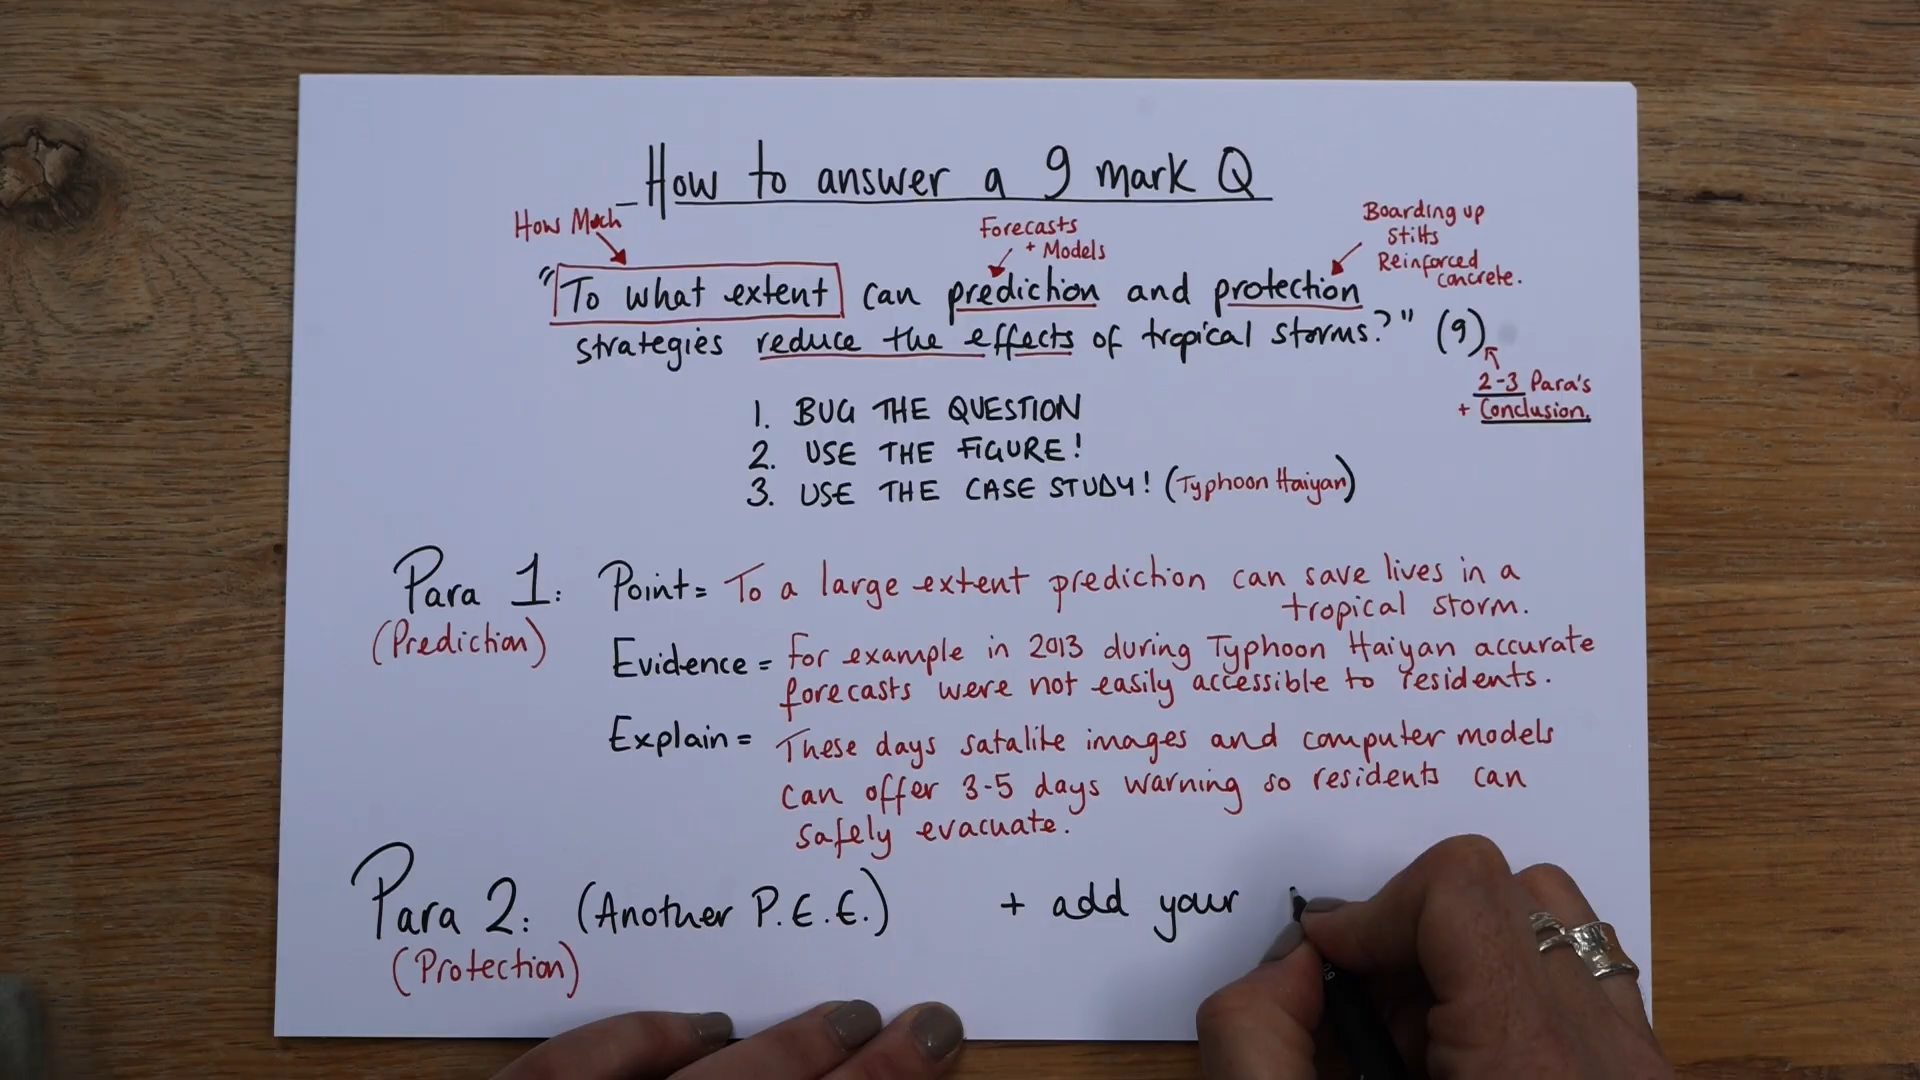 How to answer a 9 mark Q
How Much
Forecasts
+ Models
Boarding up
Stilts
Reinforced
concrete.
"To what extent can prediction and protection
strategies reduce the effects of tropical storms?" (9)
2-3 Para's
+ Conclusion.
1. BUG THE QUESTION
2. USE THE FIGURE!
3. USE THE CASE STUDY! (Typhoon Haiyan)
Para 1: Point = To a large extent prediction can save lives in a
tropical storm.
(Prediction)
Evidence = for example in 2013 during Typhoon Haiyan accurate
forecasts were not easily accessible to residents.
Explain = These days satalite images and computer models
can offer 3-5 days warning so residents can
safely evacuate.
Para 2: (Another P.E.E.) + add your
(Protection)